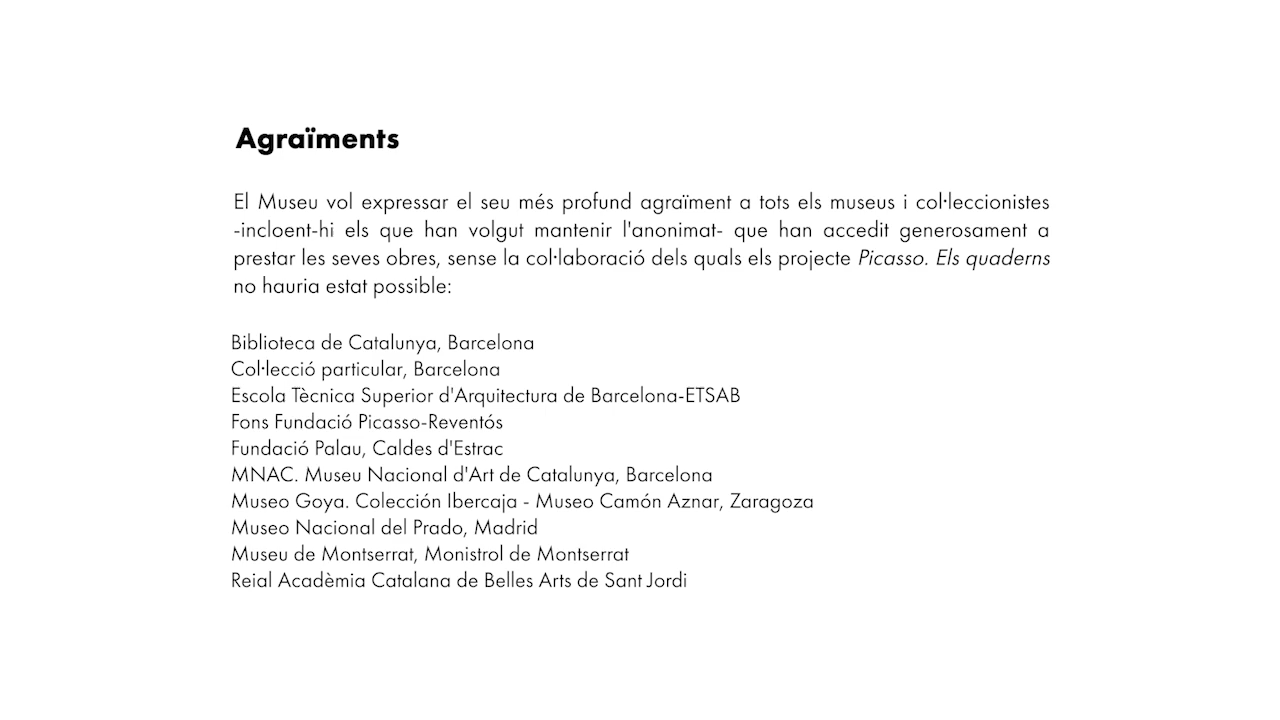 Agraïments
El Museu vol expressar el seu més profund agraïment a tots els museus i col·leccionistes
-incloent-hi els que han volgut mantenir l'anonimat- que han accedit generosament a
prestar les seves obres, sense la col·laboració dels quals els projecte Picasso. Els quaderns
no hauria estat possible:
Biblioteca de Catalunya, Barcelona
Col·lecció particular, Barcelona
Escola Tècnica Superior d'Arquitectura de Barcelona-ETSAB
Fons Fundació Picasso-Reventós
Fundació Palau, Caldes d'Estrac
MNAC. Museu Nacional d'Art de Catalunya, Barcelona
Museo Goya. Colección Ibercaja - Museo Camón Aznar, Zaragoza
Museo Nacional del Prado, Madrid
Museu de Montserrat, Monistrol de Montserrat
Reial Acadèmia Catalana de Belles Arts de Sant Jordi